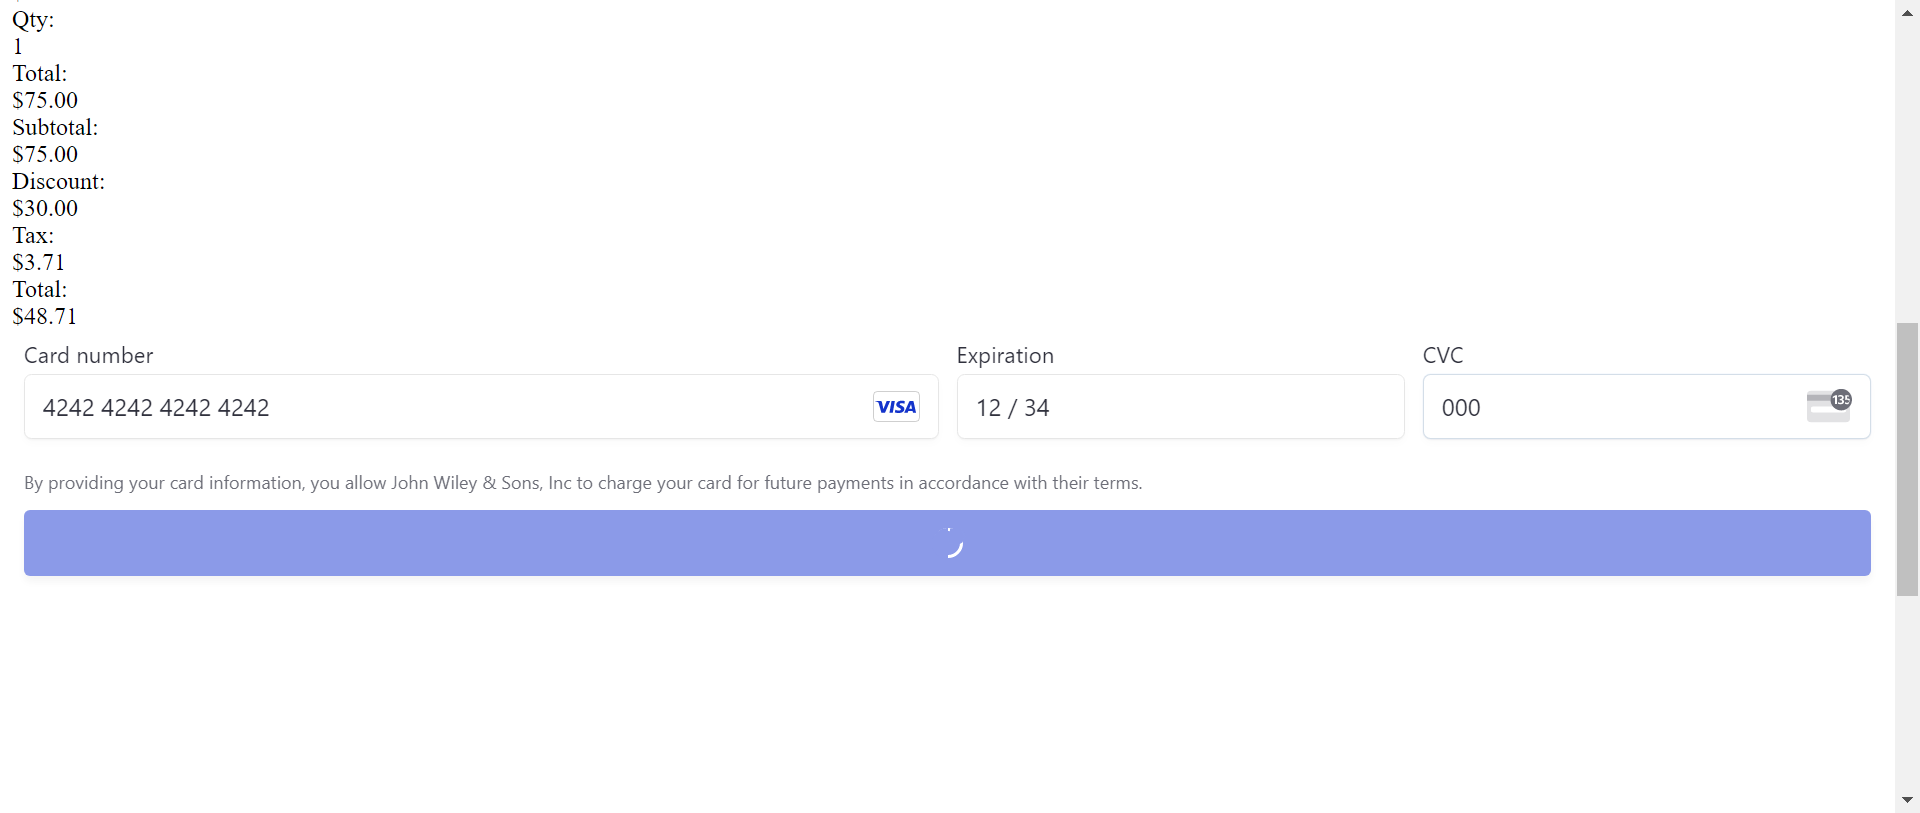 Qty:
1
Total:
$75.00
Subtotal:
$75.00
Discount:
$30.00
Tax:
$3.71
Total:
$48.71
Card number Expiration CVC
4242 4242 4242 4242 VISA 12 / 34 000 135
By providing your card information, you allow John Wiley & Sons, Inc to charge your card for future payments in accordance with their terms.